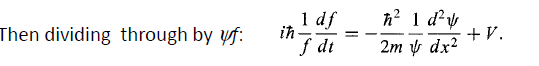 Then dividing through by ψf: iħ 1/f df/dt = − ħ²/2m 1/ψ d²ψ/dx² + V.